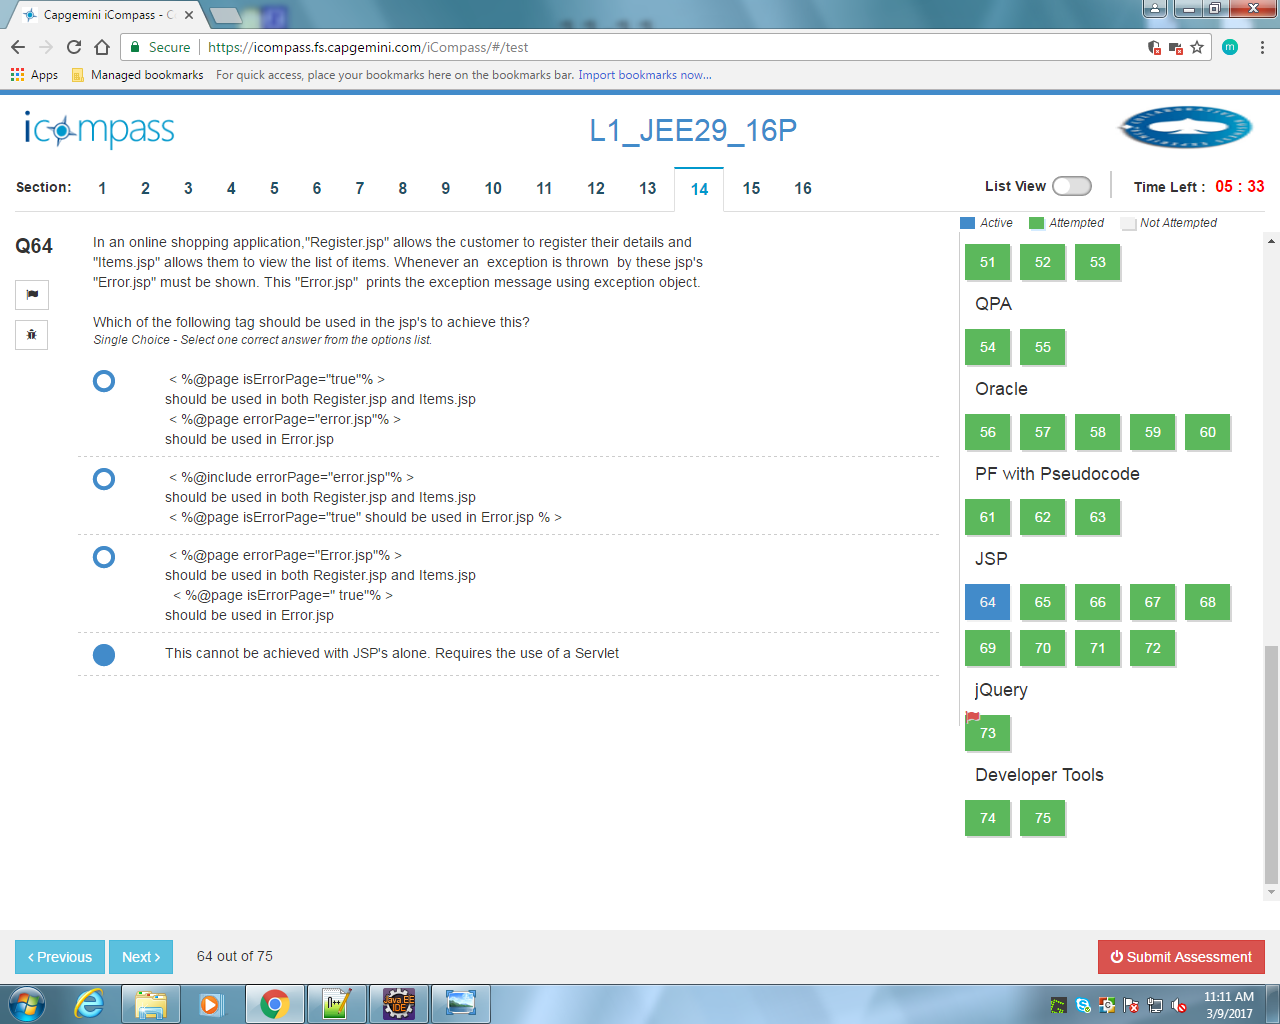 Capgemini iCompass - C
Secure
https://icompass.fs.capgemini.com/iCompass/#/test
m
Apps
Managed bookmarks
For quick access, place your bookmarks here on the bookmarks bar. Import bookmarks now...
icompass
L1_JEE29_16P
Section: 1 2 3 4 5 6 7 8 9 10 11 12 13 14 15 16
List View
Time Left : 05 : 33
Active Attempted Not Attempted
Q64
In an online shopping application,"Register.jsp" allows the customer to register their details and
"Items.jsp" allows them to view the list of items. Whenever an exception is thrown by these jsp's
"Error.jsp" must be shown. This "Error.jsp" prints the exception message using exception object.
Which of the following tag should be used in the jsp's to achieve this?
Single Choice - Select one correct answer from the options list.
< %@page isErrorPage="true"% >
should be used in both Register.jsp and Items.jsp
< %@page errorPage="error.jsp"% >
should be used in Error.jsp
< %@include errorPage="error.jsp"% >
should be used in both Register.jsp and Items.jsp
< %@page isErrorPage="true" should be used in Error.jsp % >
< %@page errorPage="Error.jsp"% >
should be used in both Register.jsp and Items.jsp
< %@page isErrorPage=" true"% >
should be used in Error.jsp
This cannot be achieved with JSP's alone. Requires the use of a Servlet
51 52 53
QPA
54 55
Oracle
56 57 58 59 60
PF with Pseudocode
61 62 63
JSP
64 65 66 67 68
69 70 71 72
jQuery
73
Developer Tools
74 75
Previous
Next
64 out of 75
Submit Assessment
Java EE
IDE
11:11 AM
3/9/2017